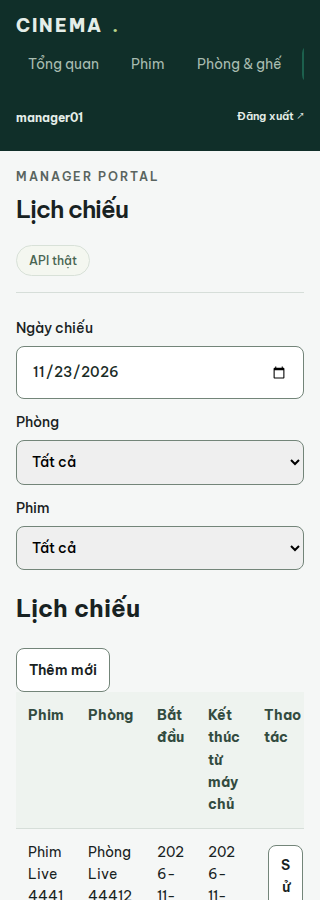 CINEMA .
Tổng quan Phim Phòng & ghế
manager01 Đăng xuất ↗
MANAGER PORTAL
Lịch chiếu
API thật
Ngày chiếu
11/23/2026
Phòng
Tất cả
Phim
Tất cả
Lịch chiếu
Thêm mới
Phim Phòng Bắt Kết Thao
đầu thúc tác
từ
máy
chủ
Phim Phòng 202 202 S
Live Live 6- 6- ử
4441 44412 11- 11-